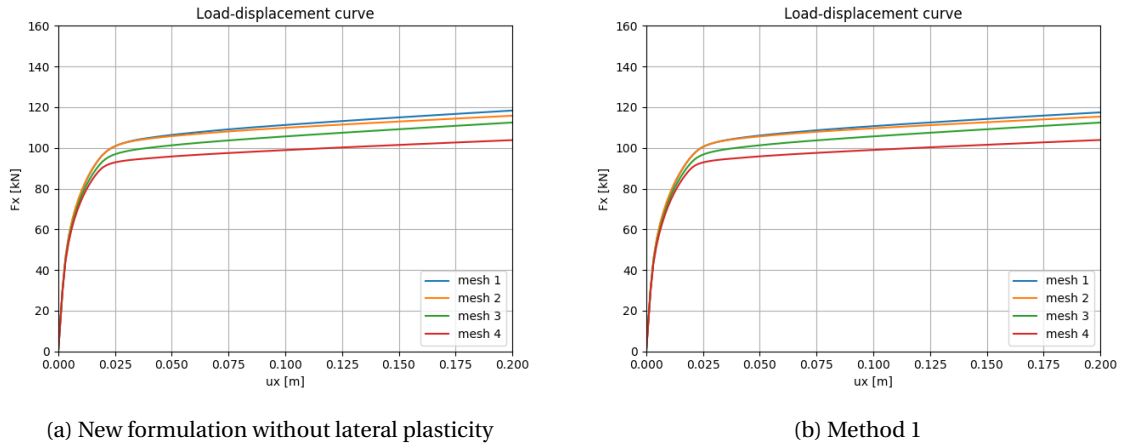 Load-displacement curve
160
140
120
100
80
60
40
20
0
Fx [kN]
0.000 0.025 0.050 0.075 0.100 0.125 0.150 0.175 0.200
ux [m]
mesh 1
mesh 2
mesh 3
mesh 4
(a) New formulation without lateral plasticity
Load-displacement curve
160
140
120
100
80
60
40
20
0
Fx [kN]
0.000 0.025 0.050 0.075 0.100 0.125 0.150 0.175 0.200
ux [m]
mesh 1
mesh 2
mesh 3
mesh 4
(b) Method 1